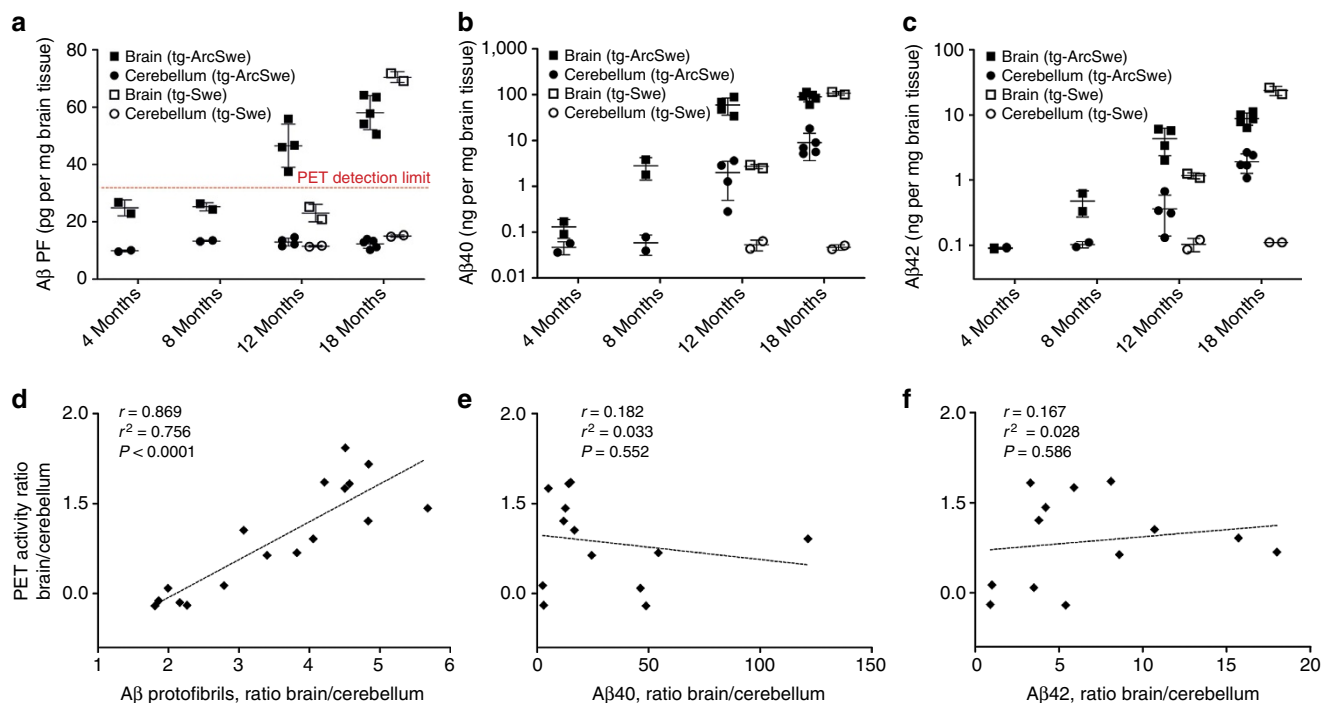 a
Aβ PF (pg per mg brain tissue)
80
60
40
20
0
Brain (tg-ArcSwe)
Cerebellum (tg-ArcSwe)
Brain (tg-Swe)
Cerebellum (tg-Swe)
PET detection limit
4 Months
8 Months
12 Months
18 Months
b
Aβ40 (ng per mg brain tissue)
1,000
100
10
1
0.1
0.01
Brain (tg-ArcSwe)
Cerebellum (tg-ArcSwe)
Brain (tg-Swe)
Cerebellum (tg-Swe)
4 Months
8 Months
12 Months
18 Months
c
Aβ42 (ng per mg brain tissue)
100
10
1
0.1
Brain (tg-ArcSwe)
Cerebellum (tg-ArcSwe)
Brain (tg-Swe)
Cerebellum (tg-Swe)
4 Months
8 Months
12 Months
18 Months
d
PET activity ratio
brain/cerebellum
2.0
1.5
0.0
r = 0.869
r² = 0.756
P < 0.0001
1 2 3 4 5 6
Aβ protofibrils, ratio brain/cerebellum
e
2.0
1.5
0.0
r = 0.182
r² = 0.033
P = 0.552
0 50 100 150
Aβ40, ratio brain/cerebellum
f
2.0
1.5
0.0
r = 0.167
r² = 0.028
P = 0.586
0 5 10 15 20
Aβ42, ratio brain/cerebellum